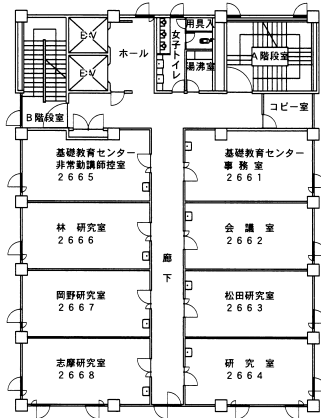 用具入
E.V
ホール
女子トイレ
A階段室
E.V
湯沸室
コピー室
B階段室
基礎教育センター
非常勤講師控室
2665
基礎教育センター
事務室
2661
林 研究室
2666
会議室
2662
廊下
岡野研究室
2667
松田研究室
2663
志摩研究室
2668
研究室
2664